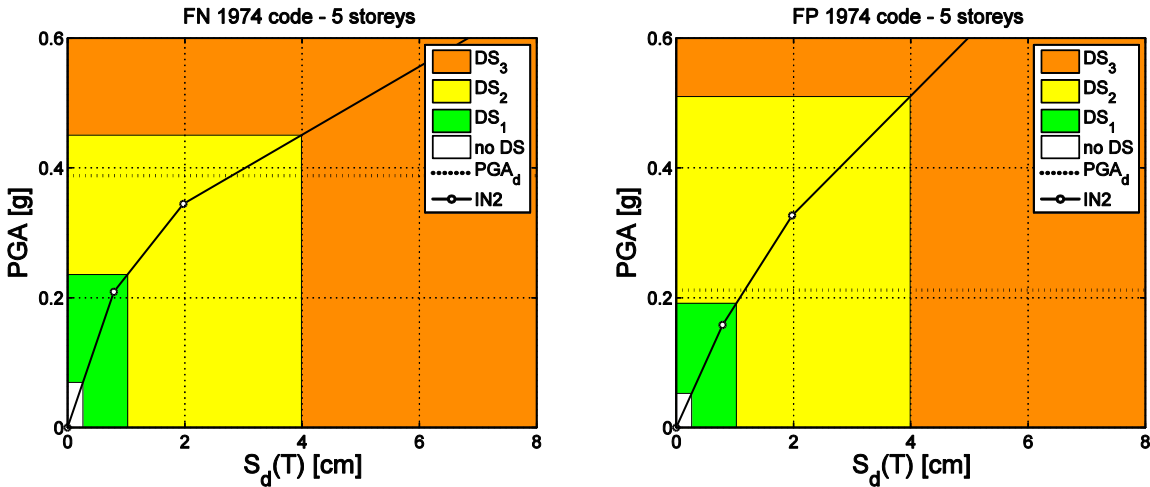 FN 1974 code - 5 storeys
0.6
0.4
0.2
0
PGA [g]
0 2 4 6 8
S_d(T) [cm]
DS_3
DS_2
DS_1
no DS
PGA_d
IN2
FP 1974 code - 5 storeys
0.6
0.4
0.2
0
PGA [g]
0 2 4 6 8
S_d(T) [cm]
DS_3
DS_2
DS_1
no DS
PGA_d
IN2